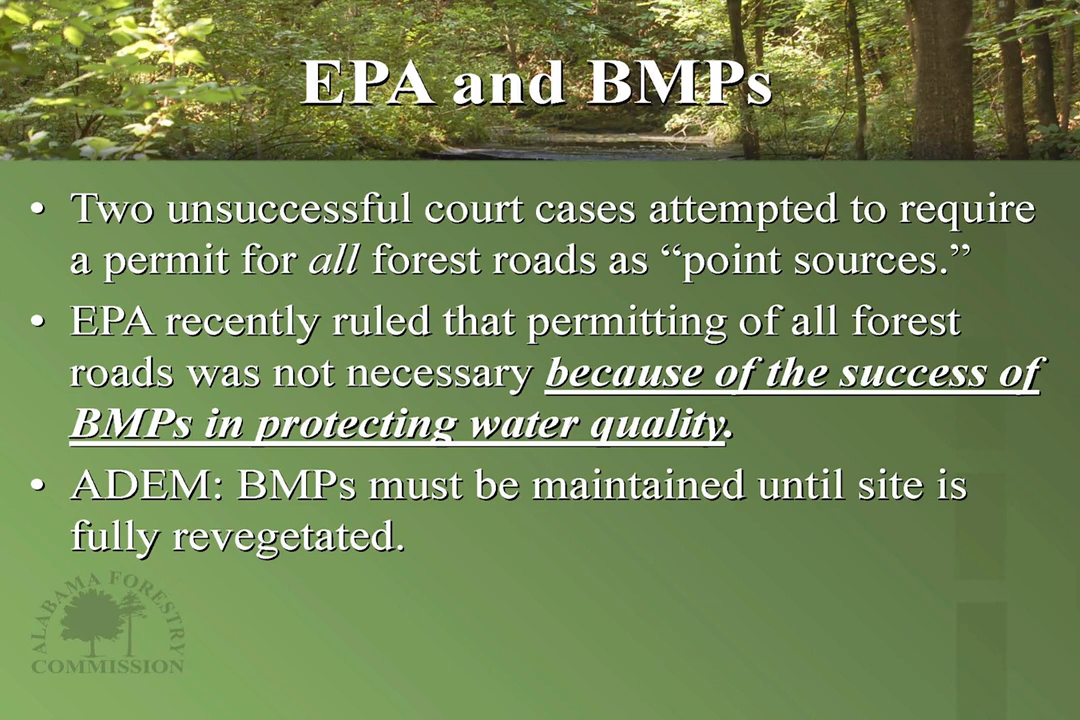 EPA and BMPs
• Two unsuccessful court cases attempted to require
a permit for all forest roads as “point sources.”
• EPA recently ruled that permitting of all forest
roads was not necessary because of the success of
BMPs in protecting water quality.
• ADEM: BMPs must be maintained until site is
fully revegetated.
ALABAMA FORESTRY
COMMISSION